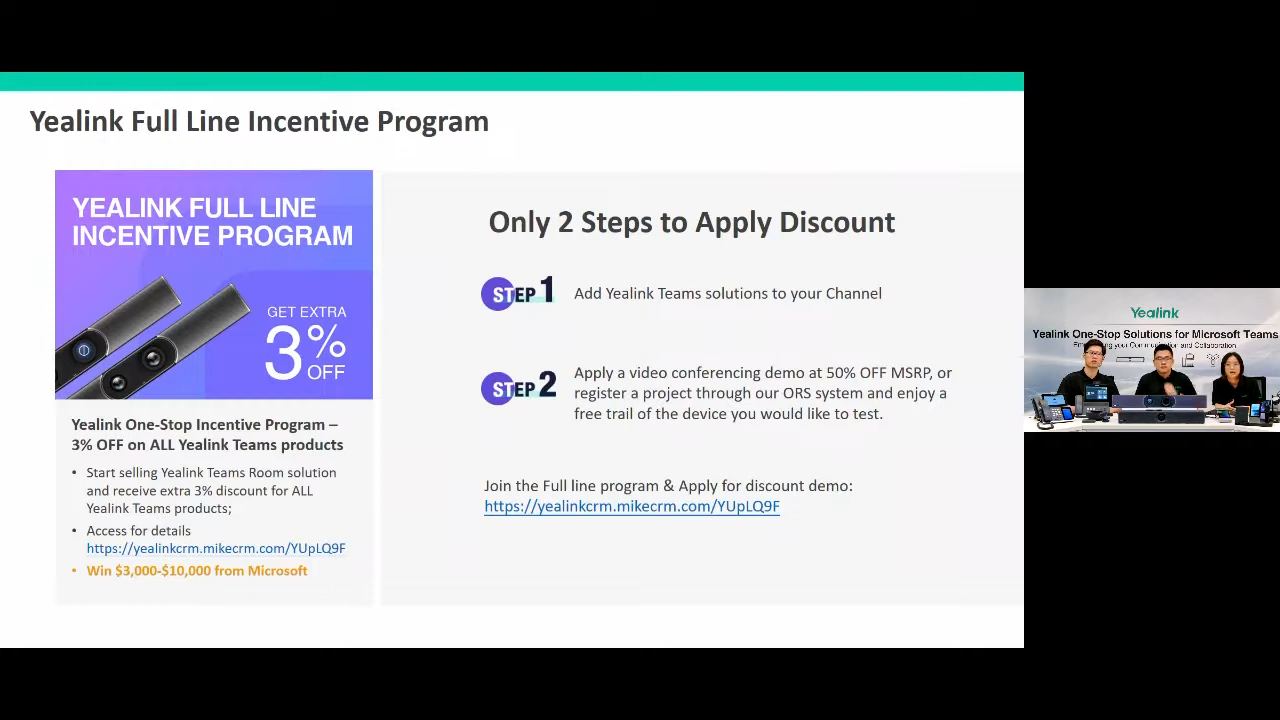 Yealink Full Line Incentive Program
YEALINK FULL LINE
INCENTIVE PROGRAM
GET EXTRA
3%
OFF
Yealink One-Stop Incentive Program –
3% OFF on ALL Yealink Teams products
• Start selling Yealink Teams Room solution
and receive extra 3% discount for ALL
Yealink Teams products;
• Access for details
https://yealinkcrm.mikecrm.com/YUpLQ9F
• Win $3,000-$10,000 from Microsoft
Only 2 Steps to Apply Discount
STEP 1
Add Yealink Teams solutions to your Channel
STEP 2
Apply a video conferencing demo at 50% OFF MSRP, or
register a project through our ORS system and enjoy a
free trail of the device you would like to test.
Join the Full line program & Apply for discount demo:
https://yealinkcrm.mikecrm.com/YUpLQ9F
Yealink
Yealink One-Stop Solutions for Microsoft Teams
your Communication and Collaboration